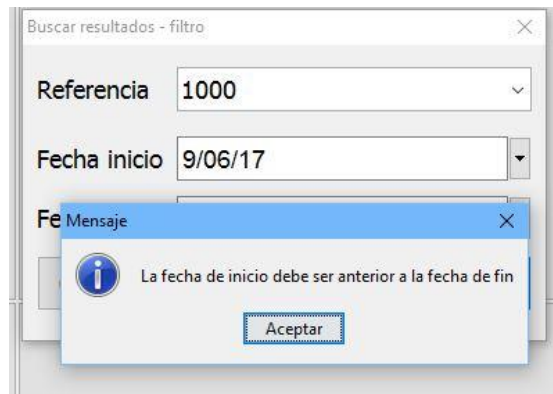 Buscar resultados - filtro
Referencia 1000
Fecha inicio 9/06/17
Fe
Mensaje
La fecha de inicio debe ser anterior a la fecha de fin
Aceptar